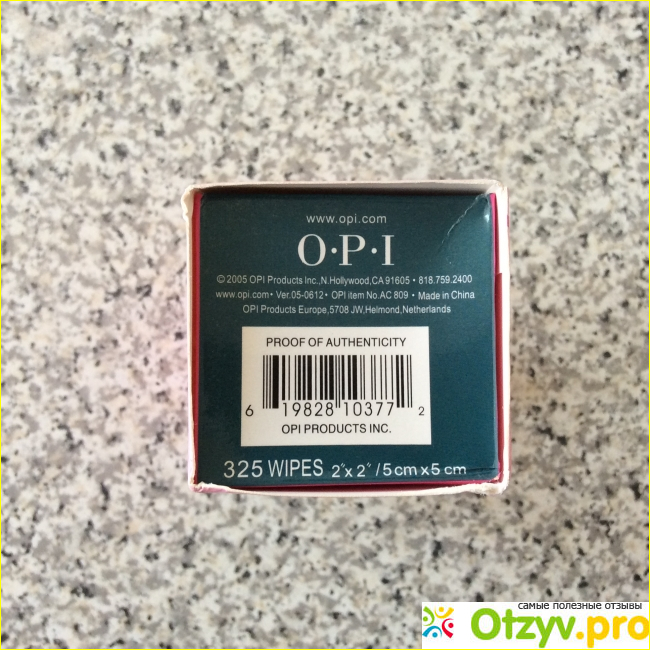 www.opi.com
O·P·I
© 2005 OPI Products Inc.,N.Hollywood,CA 91605 • 818.759.2400
www.opi.com • Ver.05-0612 • OPI item No.AC 809 • Made in China
OPI Products Europe,5708 JW,Helmond,Netherlands
PROOF OF AUTHENTICITY
6 19828 10377 2
OPI PRODUCTS INC.
325 WIPES 2"x 2" /5 cm x5 cm
самые полезные отзывы
Otzyv.pro